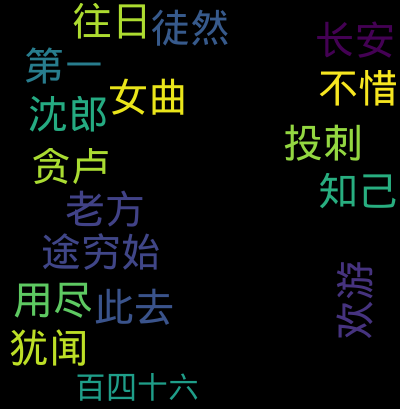 往日
徒然
长安
第一
不惜
女曲
沈郎
投刺
贪卢
知己
老方
途穷始
欢游
用尽
此去
犹闻
百四十六